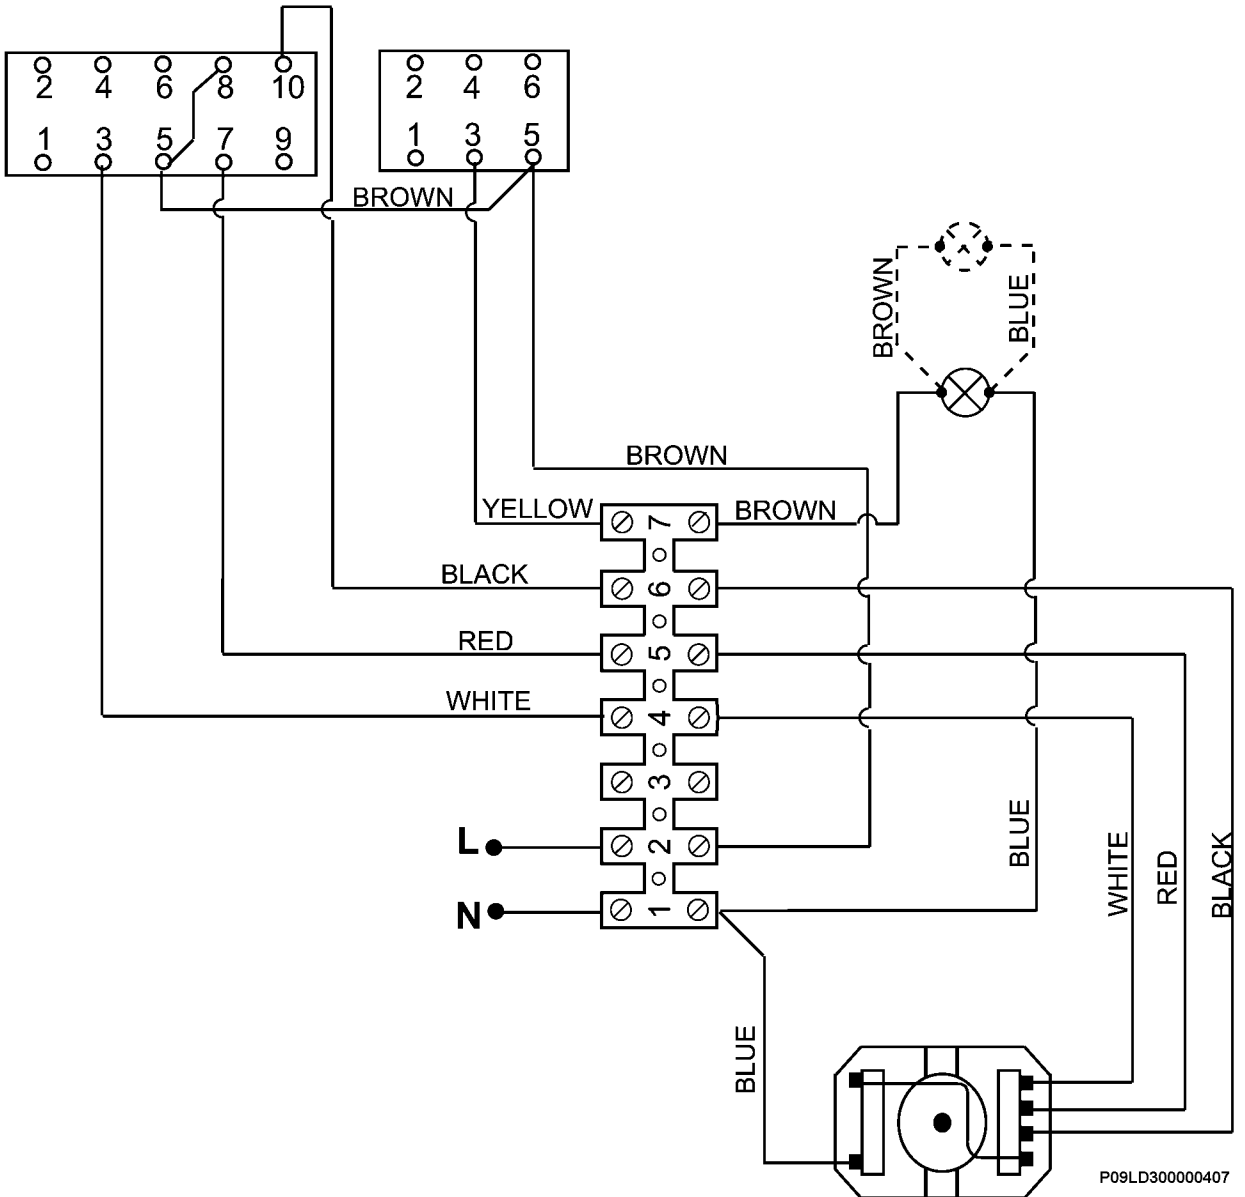 2 4 6 8 10
1 3 5 7 9
2 4 6
1 3 5
BROWN
BROWN
BLUE
BROWN
YELLOW
7
BROWN
BLACK
6
RED
5
WHITE
4
3
L
2
N
1
BLUE
WHITE
RED
BLACK
BLUE
P09LD300000407